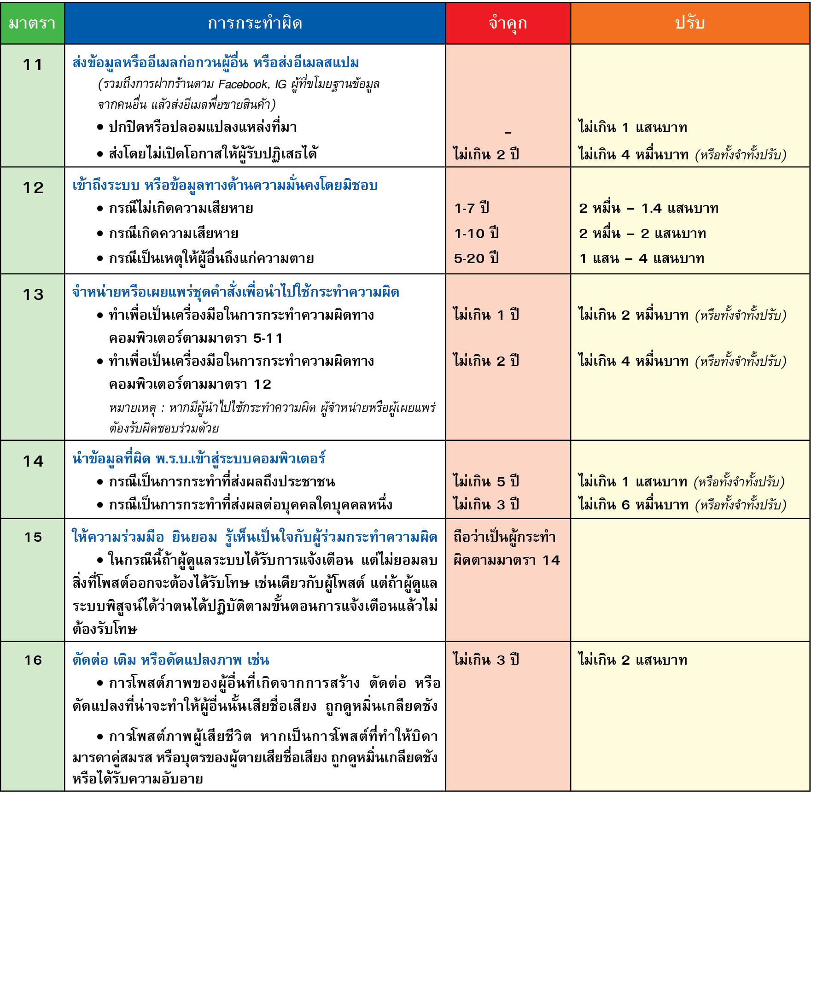 มาตรา การกระทำผิด จำคุก ปรับ
11 ส่งข้อมูลหรืออีเมลก่อกวนผู้อื่น หรือส่งอีเมลสแปม
(รวมถึงการฝากร้านตาม Facebook, IG ผู้ที่ขโมยฐานข้อมูล
จากคนอื่น แล้วส่งอีเมลพื่อขายสินค้า)
• ปกปิดหรือปลอมแปลงแหล่งที่มา – ไม่เกิน 1 แสนบาท
• ส่งโดยไม่เปิดโอกาสให้ผู้รับปฏิเสธได้ ไม่เกิน 2 ปี ไม่เกิน 4 หมื่นบาท (หรือทั้งจำทั้งปรับ)
12 เข้าถึงระบบ หรือข้อมูลทางด้านความมั่นคงโดยมิชอบ
• กรณีไม่เกิดความเสียหาย 1-7 ปี 2 หมื่น – 1.4 แสนบาท
• กรณีเกิดความเสียหาย 1-10 ปี 2 หมื่น – 2 แสนบาท
• กรณีเป็นเหตุให้ผู้อื่นถึงแก่ความตาย 5-20 ปี 1 แสน – 4 แสนบาท
13 จำหน่ายหรือเผยแพร่ชุดคำสั่งเพื่อนำไปใช้กระทำความผิด
• ทำเพื่อเป็นเครื่องมือในการกระทำความผิดทาง ไม่เกิน 1 ปี ไม่เกิน 2 หมื่นบาท (หรือทั้งจำทั้งปรับ)
คอมพิวเตอร์ตามมาตรา 5-11
• ทำเพื่อเป็นเครื่องมือในการกระทำความผิดทาง ไม่เกิน 2 ปี ไม่เกิน 4 หมื่นบาท (หรือทั้งจำทั้งปรับ)
คอมพิวเตอร์ตามมาตรา 12
หมายเหตุ : หากมีผู้นำไปใช้กระทำความผิด ผู้จำหน่ายหรือผู้เผยแพร่
ต้องรับผิดชอบร่วมด้วย
14 นำข้อมูลที่ผิด พ.ร.บ.เข้าสู่ระบบคอมพิวเตอร์
• กรณีเป็นการกระทำที่ส่งผลถึงประชาชน ไม่เกิน 5 ปี ไม่เกิน 1 แสนบาท (หรือทั้งจำทั้งปรับ)
• กรณีเป็นการกระทำที่ส่งผลต่อบุคคลใดบุคคลหนึ่ง ไม่เกิน 3 ปี ไม่เกิน 6 หมื่นบาท (หรือทั้งจำทั้งปรับ)
15 ให้ความร่วมมือ ยินยอม รู้เห็นเป็นใจกับผู้ร่วมกระทำความผิด ถือว่าเป็นผู้กระทำ
• ในกรณีนี้ถ้าผู้ดูแลระบบได้รับการแจ้งเตือน แต่ไม่ยอมลบ ผิดตามมาตรา 14
สิ่งที่โพสต์ออกจะต้องได้รับโทษ เช่นเดียวกับผู้โพสต์ แต่ถ้าผู้ดูแล
ระบบพิสูจน์ได้ว่าตนได้ปฏิบัติตามขั้นตอนการแจ้งเตือนแล้วไม่
ต้องรับโทษ
16 ตัดต่อ เติม หรือดัดแปลงภาพ เช่น ไม่เกิน 3 ปี ไม่เกิน 2 แสนบาท
• การโพสต์ภาพของผู้อื่นที่เกิดจากการสร้าง ตัดต่อ หรือ
ดัดแปลงที่น่าจะทำให้ผู้อื่นนั้นเสียชื่อเสียง ถูกดูหมิ่นเกลียดชัง
• การโพสต์ภาพผู้เสียชีวิต หากเป็นการโพสต์ที่ทำให้บิดา
มารดาคู่สมรส หรือบุตรของผู้ตายเสียชื่อเสียง ถูกดูหมิ่นเกลียดชัง
หรือได้รับความอับอาย